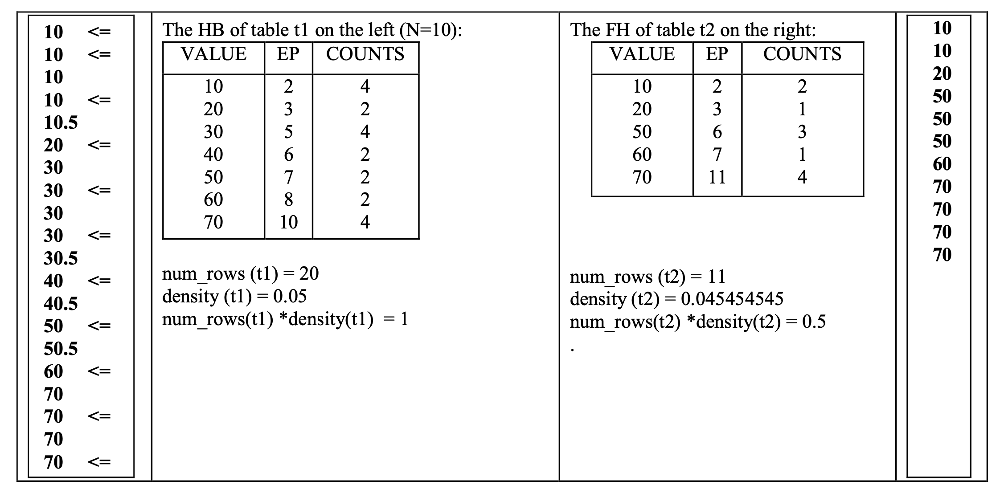 10 <=
10 <=
10
10 <=
10.5
20 <=
30
30 <=
30
30 <=
30.5
40 <=
40.5
50 <=
50.5
60 <=
70
70 <=
70
70 <=
The HB of table t1 on the left (N=10):
VALUE EP COUNTS
10 2 4
20 3 2
30 5 4
40 6 2
50 7 2
60 8 2
70 10 4
num_rows (t1) = 20
density (t1) = 0.05
num_rows(t1) *density(t1) = 1
The FH of table t2 on the right:
VALUE EP COUNTS
10 2 2
20 3 1
50 6 3
60 7 1
70 11 4
num_rows (t2) = 11
density (t2) = 0.045454545
num_rows(t2) *density(t2) = 0.5
.
10
10
20
50
50
50
60
70
70
70
70